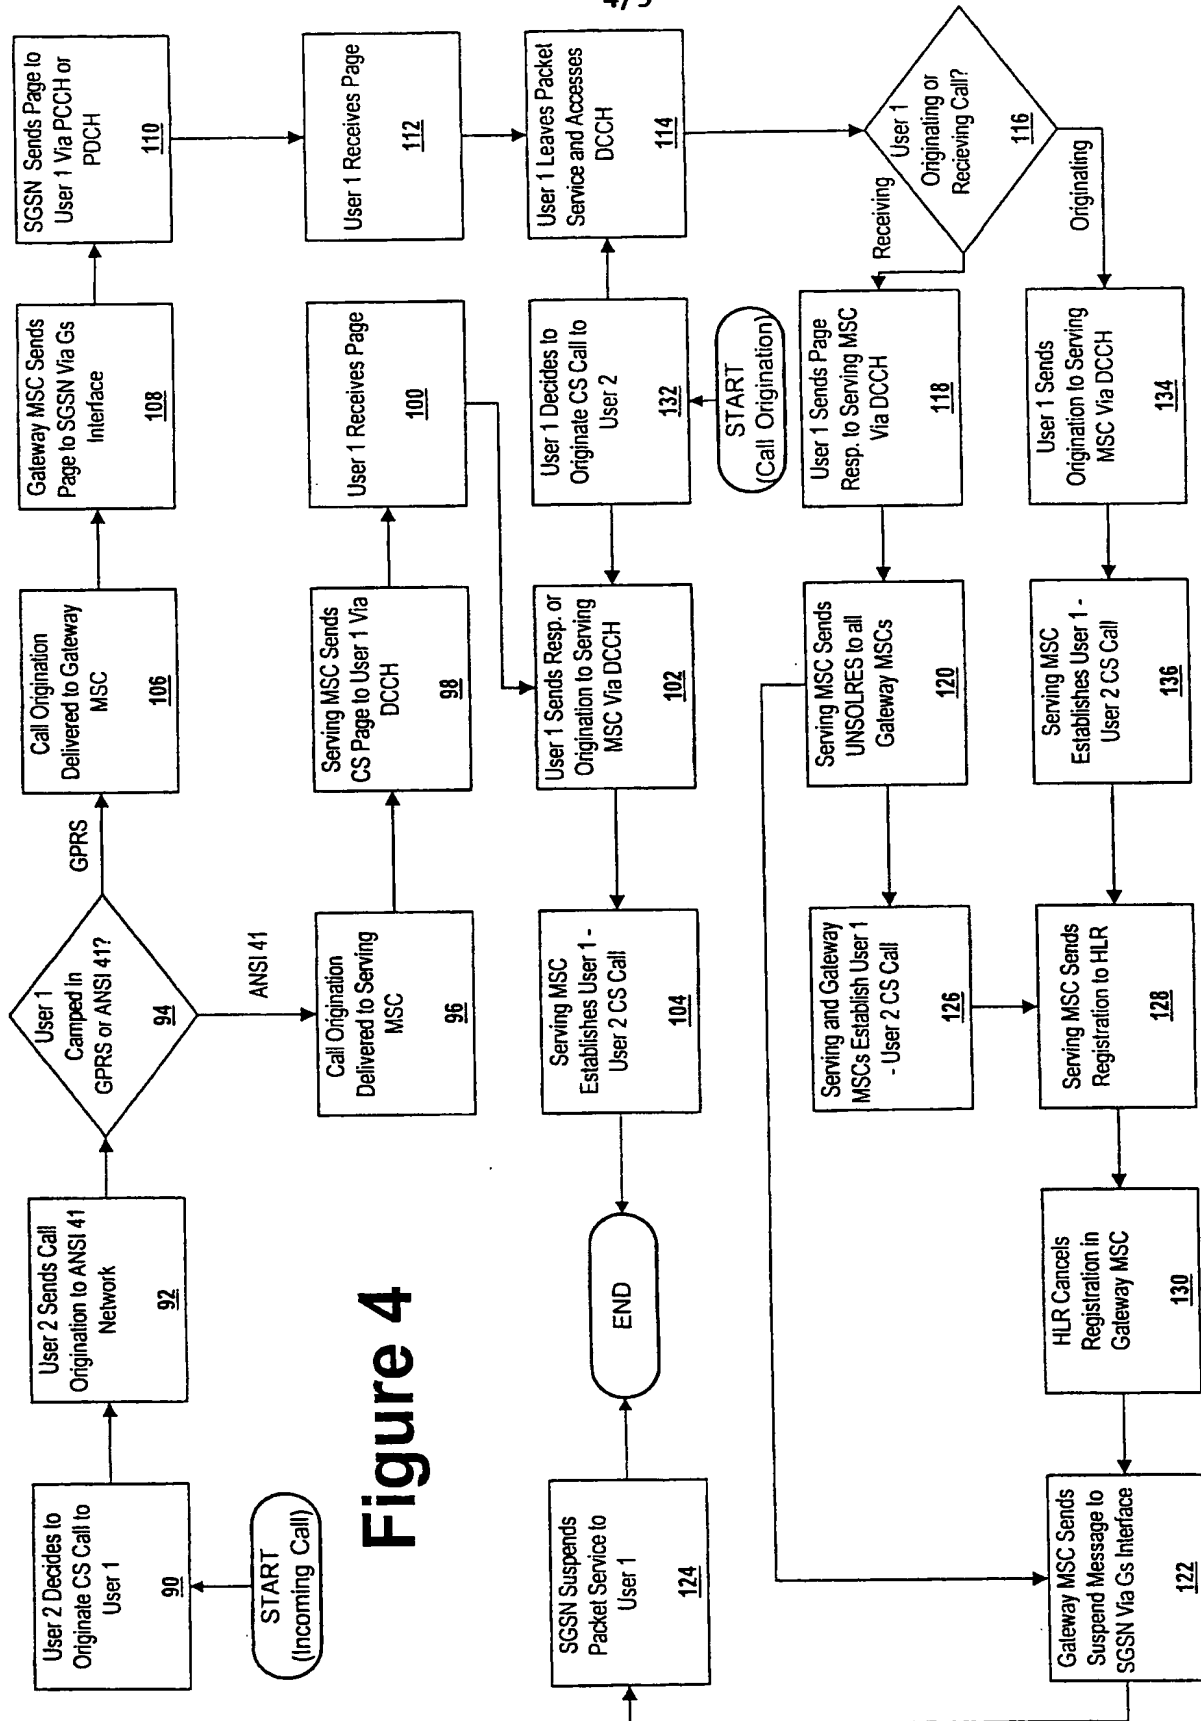 4/5
User 2 Decides to
Originate CS Call to
User 1
90
START
(Incoming Call)
User 2 Sends Call
Origination to ANSI 41
Network
92
User 1
Camped in
GPRS or ANSI 41?
94
GPRS
ANSI 41
Call Origination
Delivered to Gateway
MSC
106
Gateway MSC Sends
Page to SGSN Via Gs
Interface
108
SGSN Sends Page to
User 1 Via PCCH or
PDCH
110
Call Origination
Delivered to Serving
MSC
96
Serving MSC Sends
CS Page to User 1 Via
DCCH
98
User 1 Receives Page
100
User 1 Receives Page
112
Figure 4
END
Serving MSC
Establishes User 1 -
User 2 CS Call
104
User 1 Sends Resp. or
Origination to Serving
MSC Via DCCH
102
User 1 Decides to
Originate CS Call to
User 2
132
User 1 Leaves Packet
Service and Accesses
DCCH
114
START
(Call Origination)
SGSN Suspends
Packet Service to
User 1
124
Serving and Gateway
MSCs Establish User 1
- User 2 CS Call
126
Serving MSC Sends
UNSOLRES to all
Gateway MSCs
120
User 1 Sends Page
Resp. to Serving MSC
Via DCCH
118
Receiving
User 1
Originating or
Recieving Call?
116
Originating
Gateway MSC Sends
Suspend Message to
SGSN Via Gs Interface
122
HLR Cancels
Registration in
Gateway MSC
130
Serving MSC Sends
Registration to HLR
128
Serving MSC
Establishes User 1 -
User 2 CS Call
136
User 1 Sends
Origination to Serving
MSC Via DCCH
134